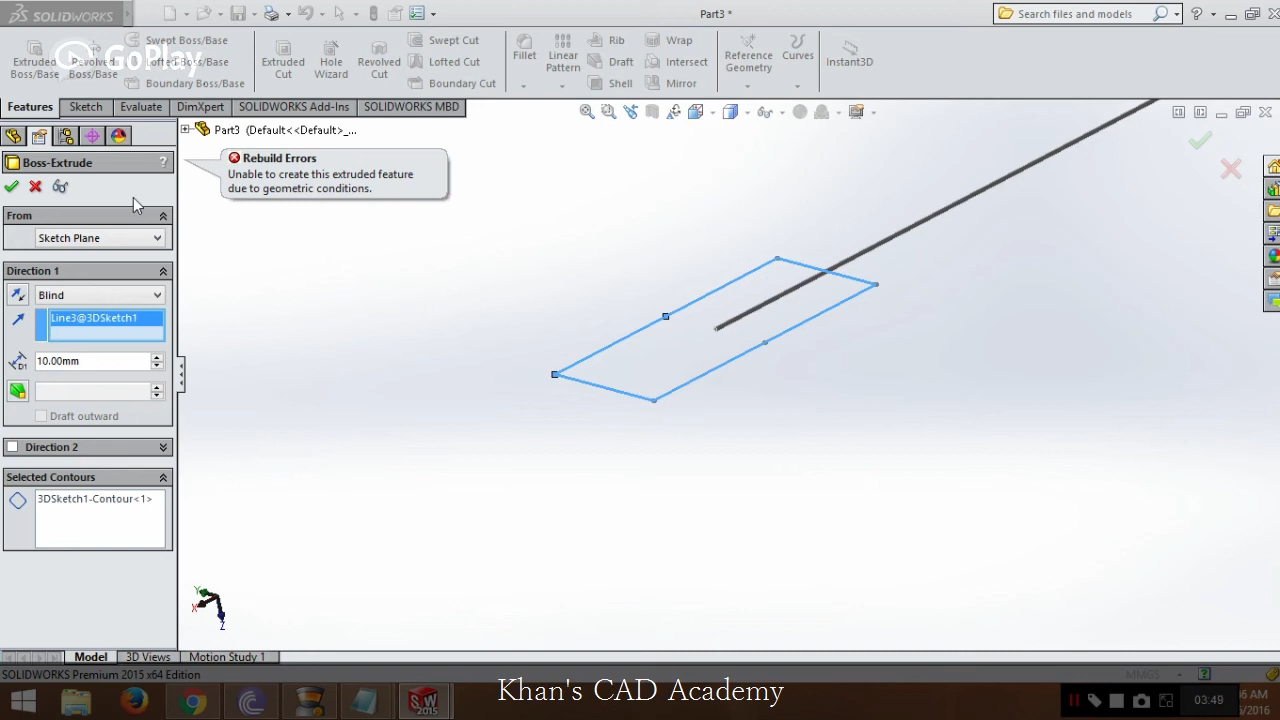 SOLIDWORKS
Part3 *
Search files and models
GoPlay
Extruded
Boss/Base
Revolved
Boss/Base
Swept Boss/Base
Lofted Boss/Base
Boundary Boss/Base
Extruded
Cut
Hole
Wizard
Revolved
Cut
Swept Cut
Lofted Cut
Boundary Cut
Fillet
Linear
Pattern
Rib
Draft
Shell
Wrap
Intersect
Mirror
Reference
Geometry
Curves
Instant3D
Features
Sketch
Evaluate
DimXpert
SOLIDWORKS Add-Ins
SOLIDWORKS MBD
Part3 (Default<<Default>_...
Boss-Extrude
?
Rebuild Errors
Unable to create this extruded feature
due to geometric conditions.
From
Sketch Plane
Direction 1
Blind
Line3@3DSketch1
D1
10.00mm
Draft outward
Direction 2
Selected Contours
3DSketch1-Contour<1>
Y
X
Z
Model
3D Views
Motion Study 1
SOLIDWORKS Premium 2015 x64 Edition
MMGS
Khan's CAD Academy
SW
2015
03:49